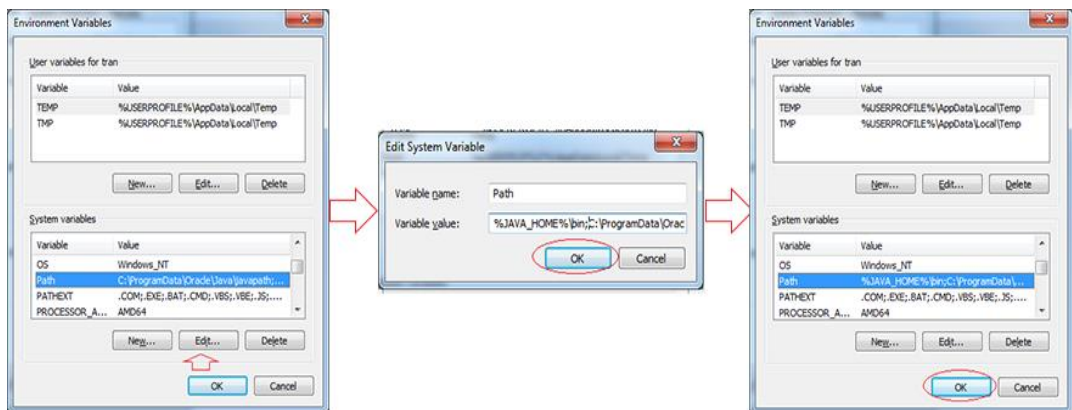 Environment Variables
User variables for tran
Variable Value
TEMP %USERPROFILE%\AppData\Local\Temp
TMP %USERPROFILE%\AppData\Local\Temp
New... Edit... Delete
System variables
Variable Value
OS Windows_NT
Path C:\ProgramData\Oracle\Java\javapath;...
PATHEXT .COM;.EXE;.BAT;.CMD;.VBS;.VBE;.JS;....
PROCESSOR_A... AMD64
New... Edit... Delete
OK Cancel
Edit System Variable
Variable name: Path
Variable value: %JAVA_HOME%\bin;C:\ProgramData\Orac
OK Cancel
Environment Variables
User variables for tran
Variable Value
TEMP %USERPROFILE%\AppData\Local\Temp
TMP %USERPROFILE%\AppData\Local\Temp
New... Edit... Delete
System variables
Variable Value
OS Windows_NT
Path %JAVA_HOME%\bin;C:\ProgramData\...
PATHEXT .COM;.EXE;.BAT;.CMD;.VBS;.VBE;.JS;....
PROCESSOR_A... AMD64
New... Edit... Delete
OK Cancel